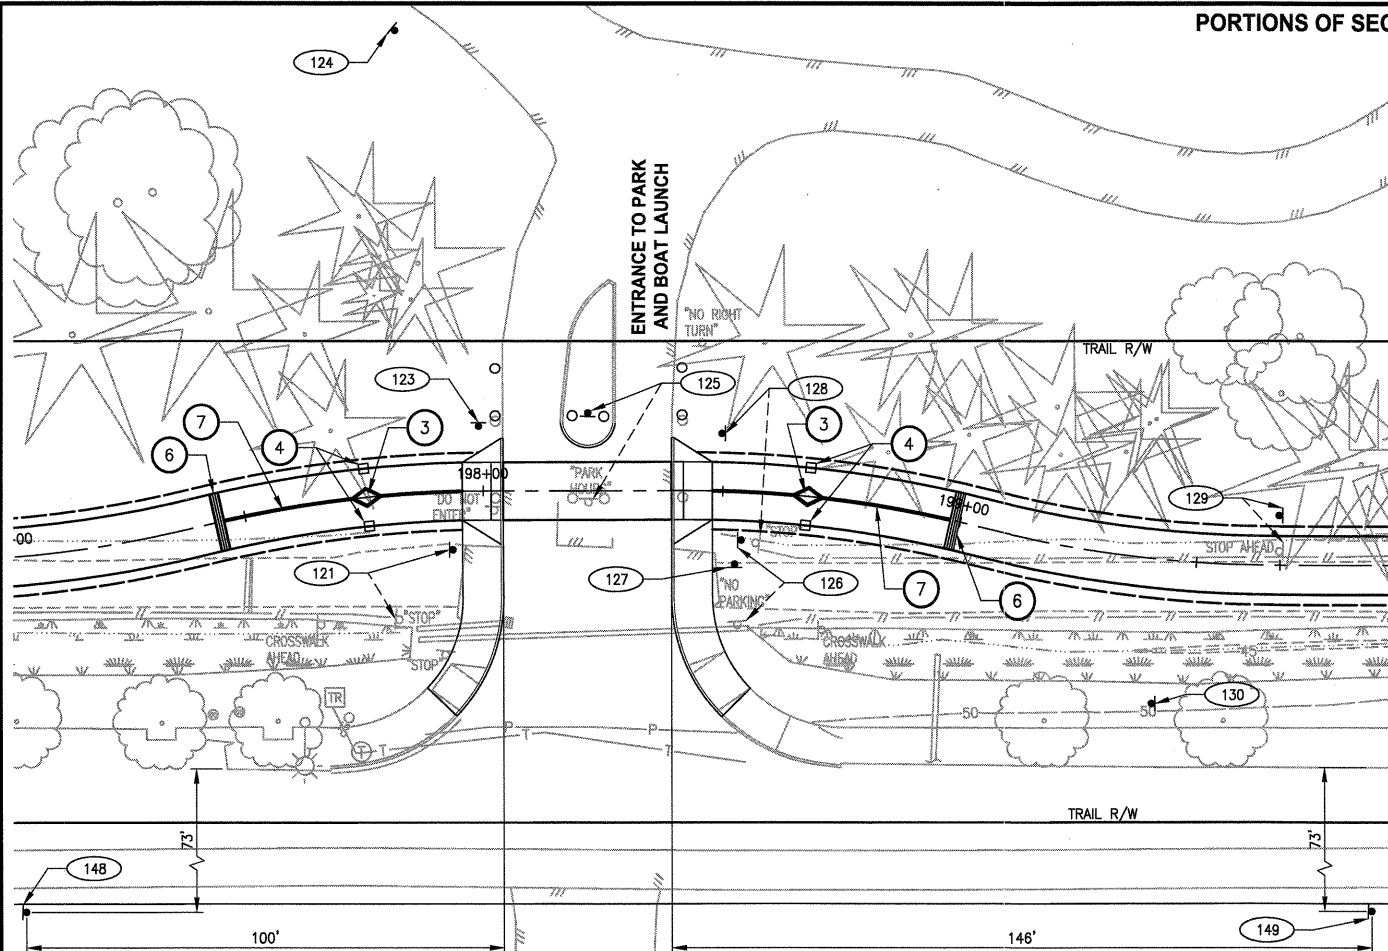 PORTIONS OF SEC
124
ENTRANCE TO PARK
AND BOAT LAUNCH
"NO RIGHT
TURN"
TRAIL R/W
123
125
128
7
3
3
6
4
4
198+00
"PARK
HOURS"
DO NOT
ENTER"
199+00
129
00
"STOP"
STOP AHEAD
121
127
"NO
PARKING"
126
7
6
"STOP"
CROSSWALK
AHEAD
STOP"
CROSSWALK
AHEAD
45
TR
50
50
130
P
P
T
T
T
T
TRAIL R/W
73'
73'
148
149
100'
146'